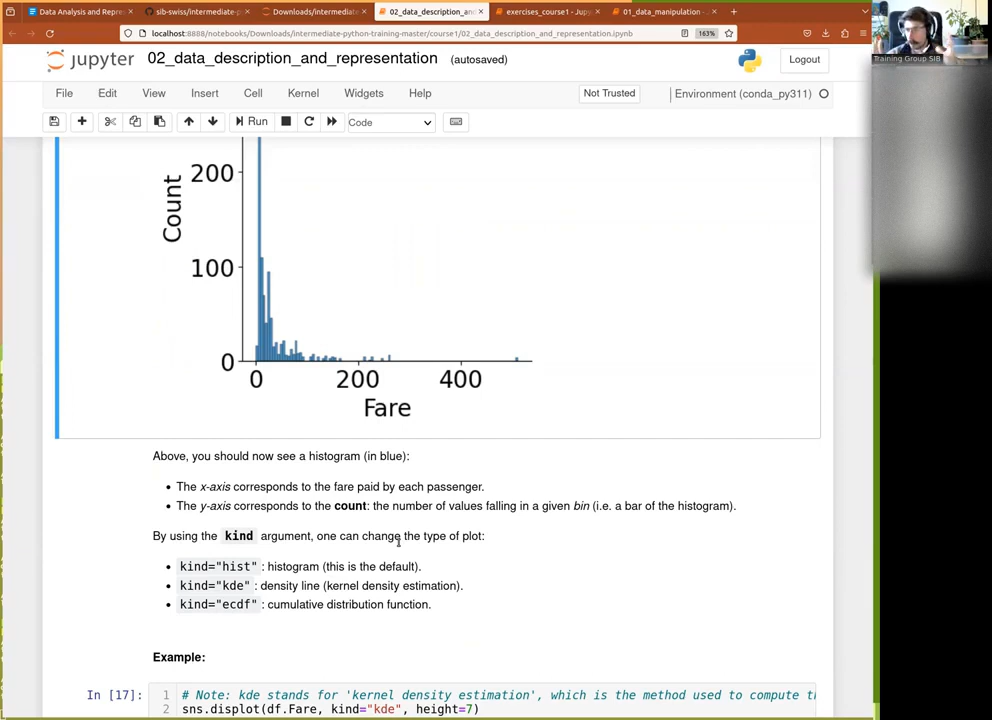 Data Analysis and Repre
sib-swiss/intermediate-p
Downloads/intermediate
02_data_description_an
exercises_course1 - Jupy
01_data_manipulation -
localhost:8888/notebooks/Downloads/intermediate-python-training-master/course1/02_data_description_and_representation.ipynb
163%
Training Group SIB
jupyter 02_data_description_and_representation (autosaved)
Logout
File Edit View Insert Cell Kernel Widgets Help
Not Trusted
Environment (conda_py311)
Run
Code
200
100
0
Count
0 200 400
Fare
Above, you should now see a histogram (in blue):
• The x-axis corresponds to the fare paid by each passenger.
• The y-axis corresponds to the count: the number of values falling in a given bin (i.e. a bar of the histogram).
By using the kind argument, one can change the type of plot:
• kind="hist" : histogram (this is the default).
• kind="kde" : density line (kernel density estimation).
• kind="ecdf" : cumulative distribution function.
Example:
In [17]:
1 # Note: kde stands for 'kernel density estimation', which is the method used to compute
2 sns.displot(df.Fare, kind="kde", height=7)